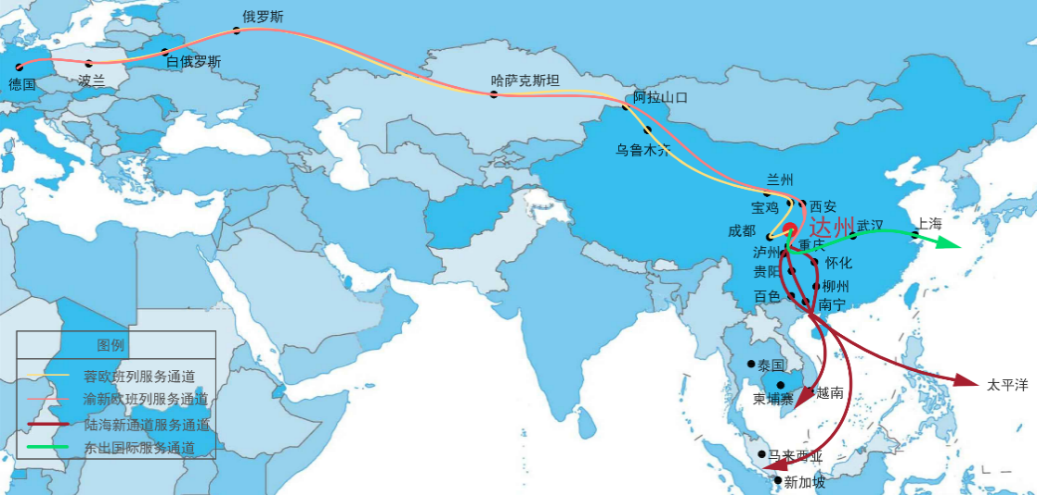 俄罗斯
白俄罗斯
波兰
德国
哈萨克斯坦
阿拉山口
乌鲁木齐
兰州
宝鸡
西安
达州
武汉
上海
成都
重庆
泸州
怀化
贵阳
柳州
百色
南宁
泰国
太平洋
柬埔寨
越南
马来西亚
新加坡
图例
蓉欧班列服务通道
渝新欧班列服务通道
陆海新通道服务通道
东出国际服务通道